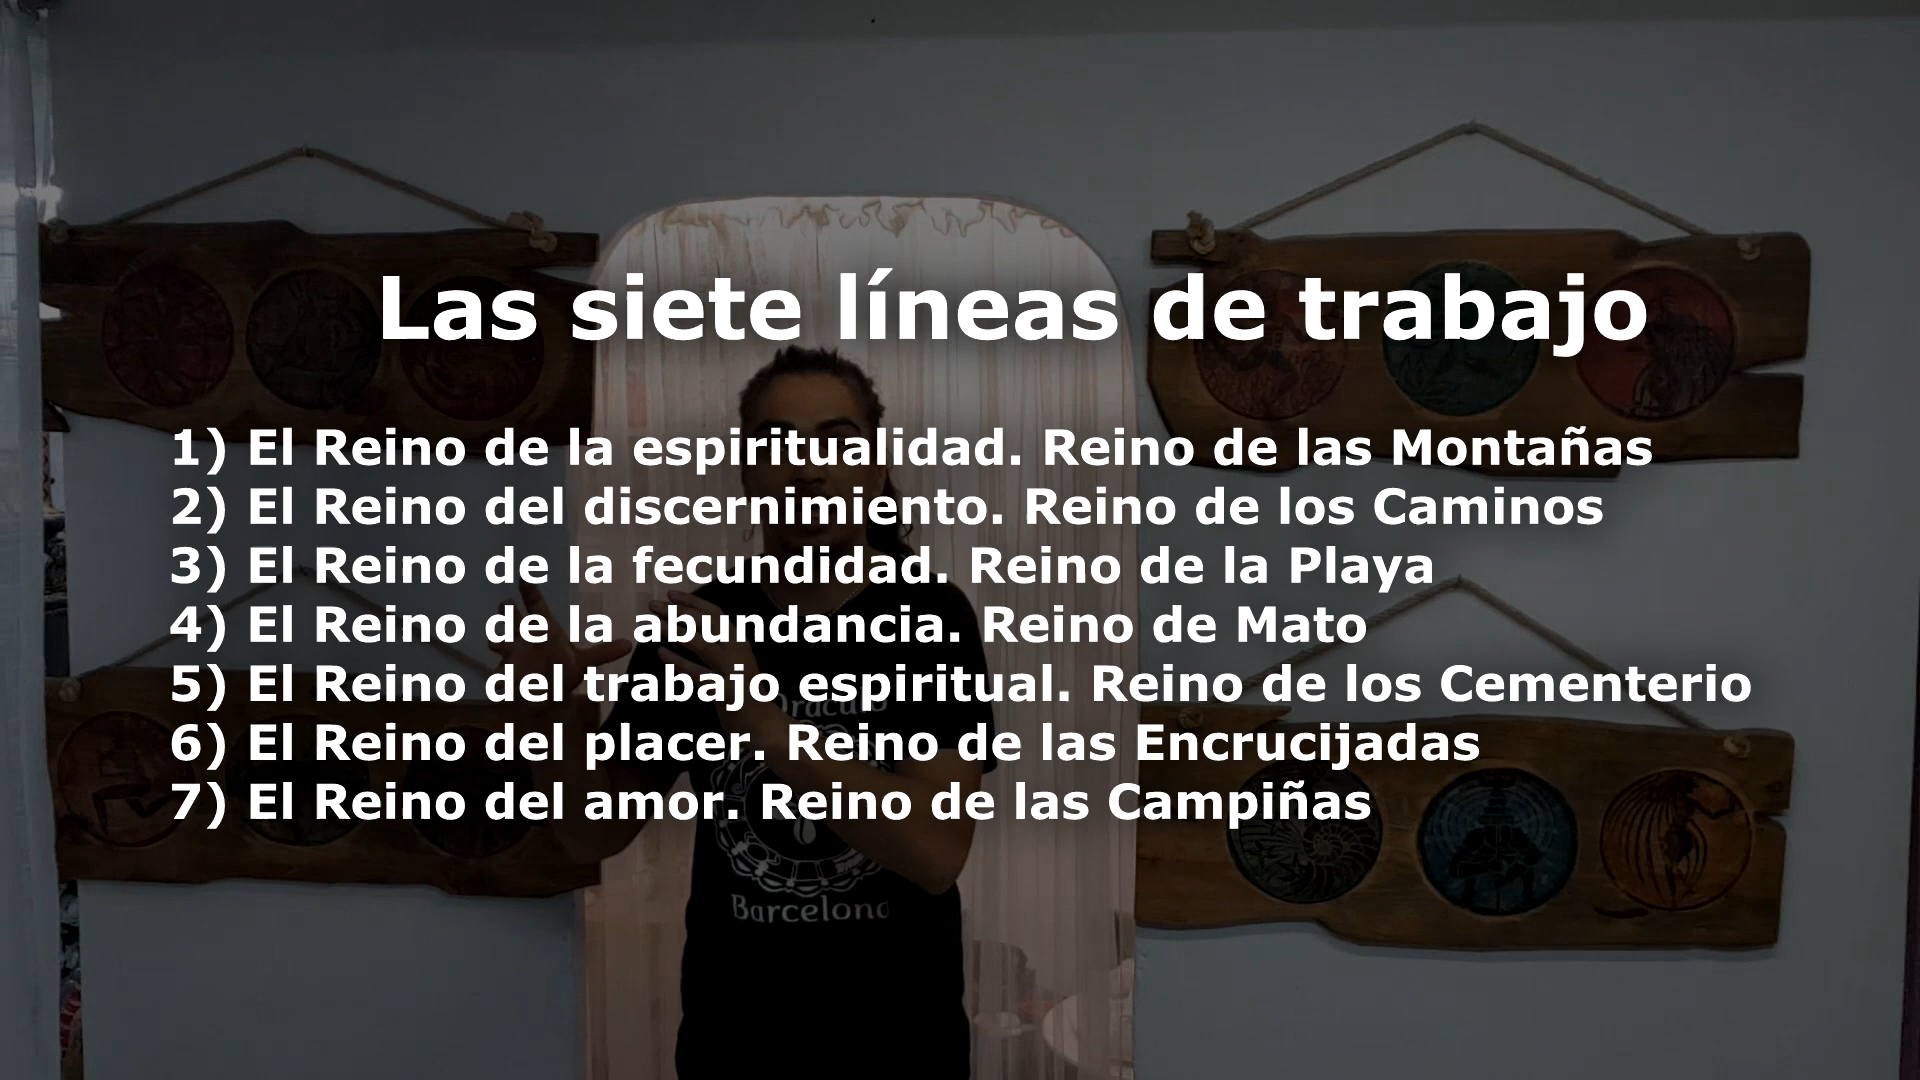 Las siete líneas de trabajo
1) El Reino de la espiritualidad. Reino de las Montañas
2) El Reino del discernimiento. Reino de los Caminos
3) El Reino de la fecundidad. Reino de la Playa
4) El Reino de la abundancia. Reino de Mato
5) El Reino del trabajo espiritual. Reino de los Cementerio
6) El Reino del placer. Reino de las Encrucijadas
7) El Reino del amor. Reino de las Campiñas
Oráculo
Barcelona